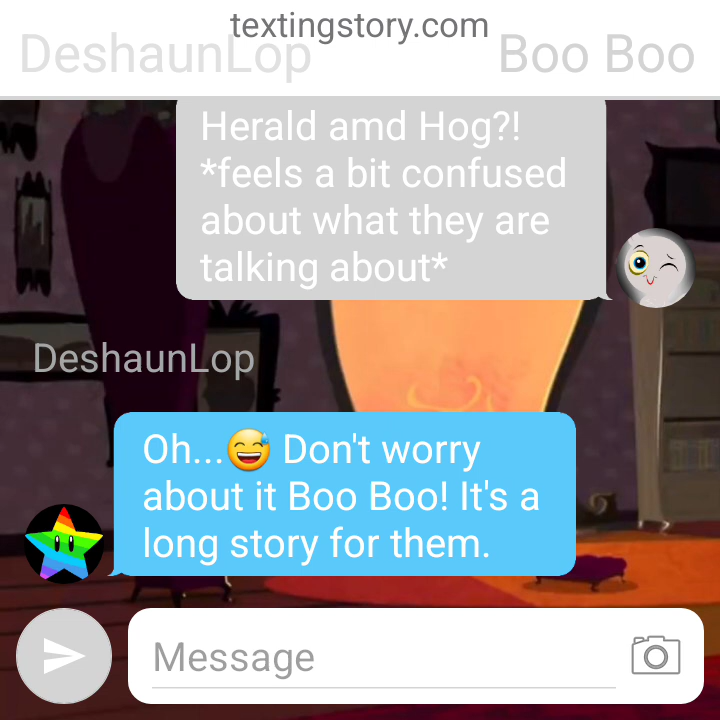 textingstory.com
DeshaunLop
Boo Boo
Herald amd Hog?!
*feels a bit confused
about what they are
talking about*
DeshaunLop
Oh...😅 Don't worry
about it Boo Boo! It's a
long story for them.
Message